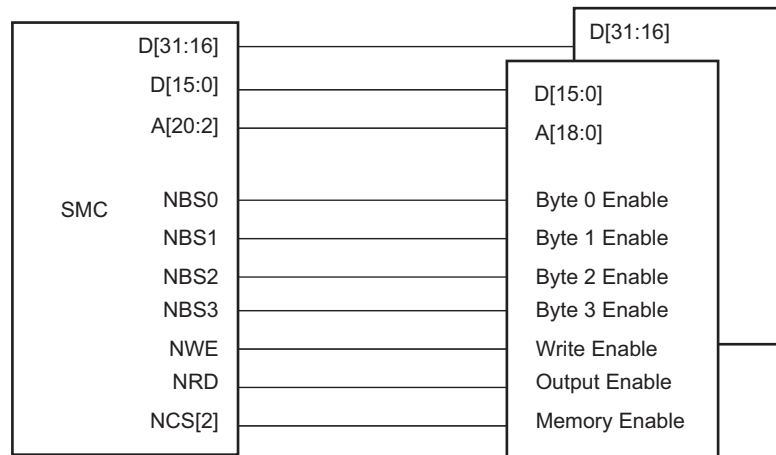 D[31:16]
D[15:0]
A[20:2]
SMC
NBS0
NBS1
NBS2
NBS3
NWE
NRD
NCS[2]
D[31:16]
D[15:0]
A[18:0]
Byte 0 Enable
Byte 1 Enable
Byte 2 Enable
Byte 3 Enable
Write Enable
Output Enable
Memory Enable